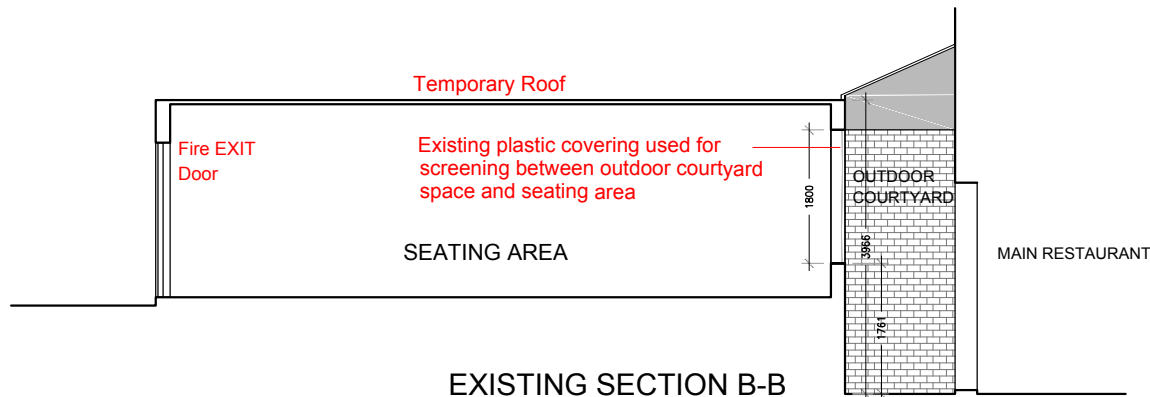 Temporary Roof
Fire EXIT
Door
Existing plastic covering used for
screening between outdoor courtyard
space and seating area
1800
3966
OUTDOOR
COURTYARD
SEATING AREA
MAIN RESTAURANT
1761
EXISTING SECTION B-B